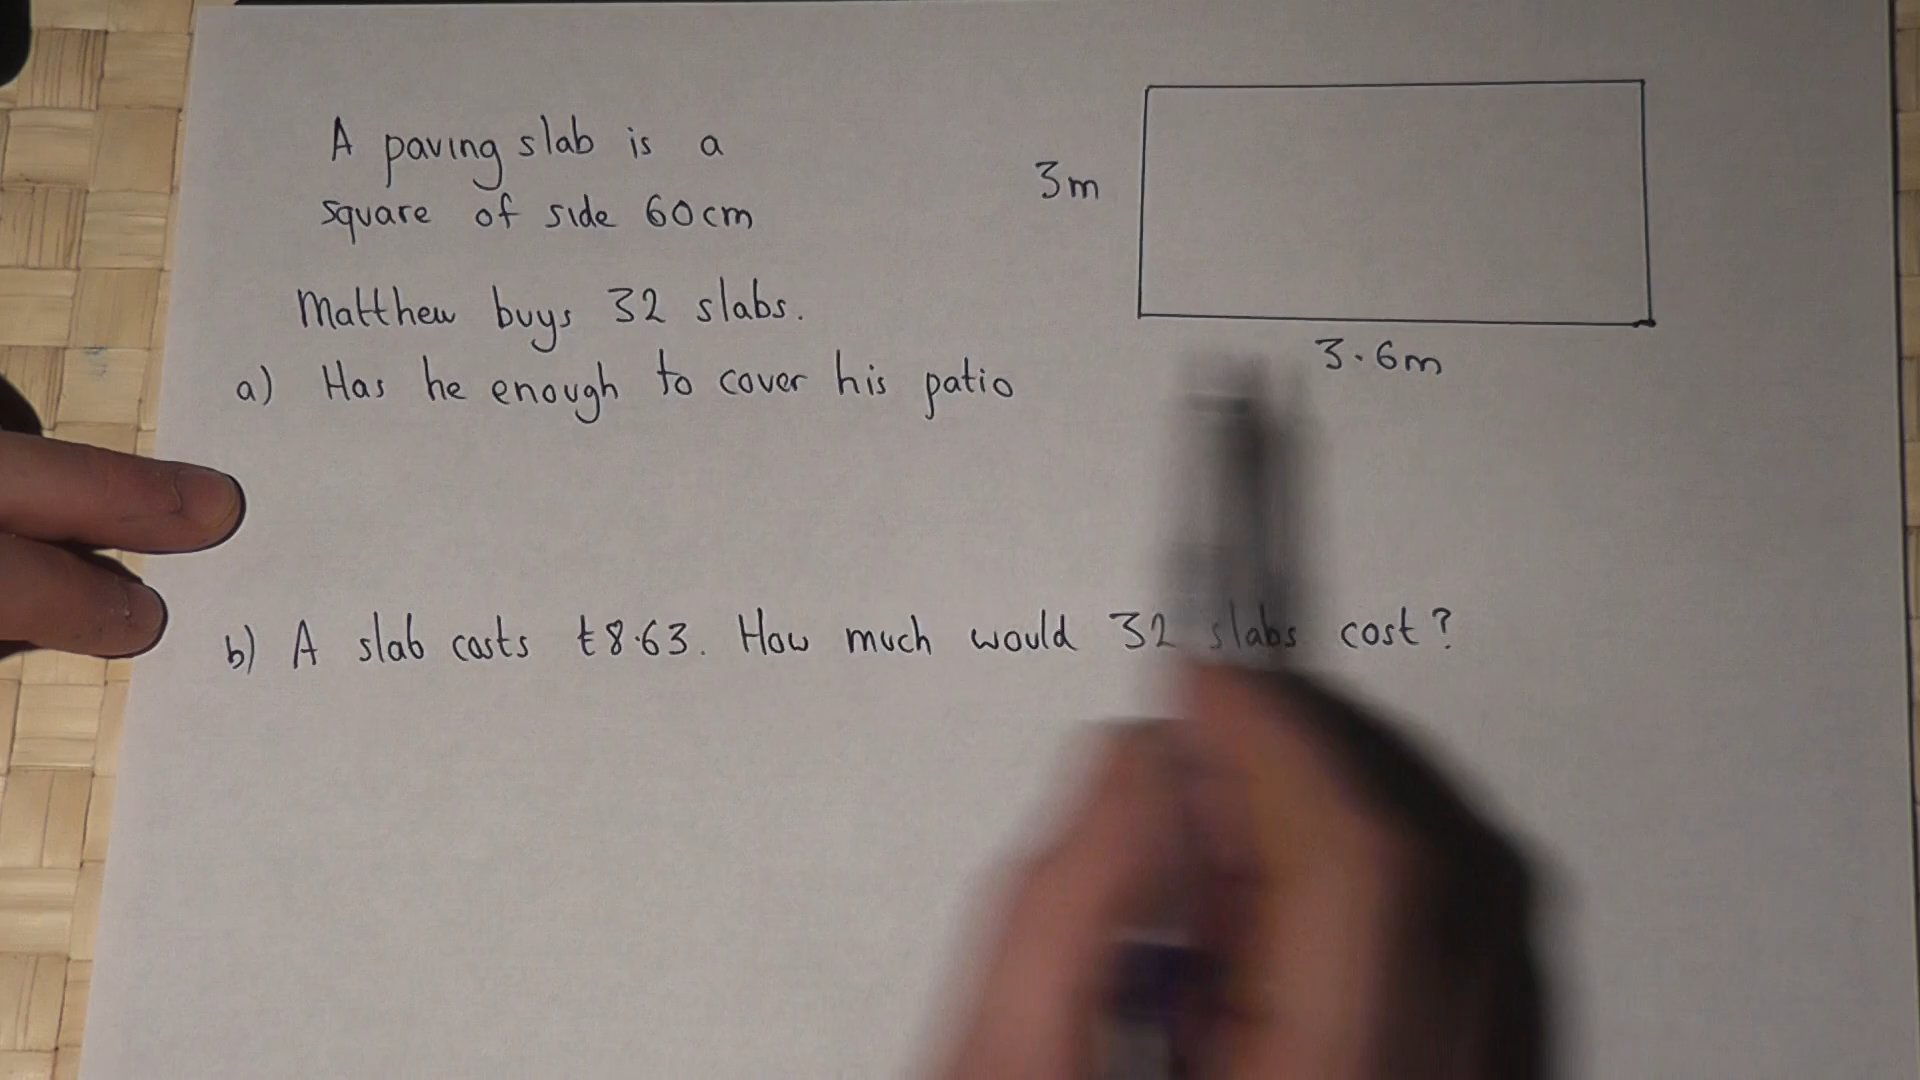 A paving slab is a
square of side 60cm
3m
Matthew buys 32 slabs.
3.6m
a) Has he enough to cover his patio
b) A slab costs £8.63. How much would 32 slabs cost?